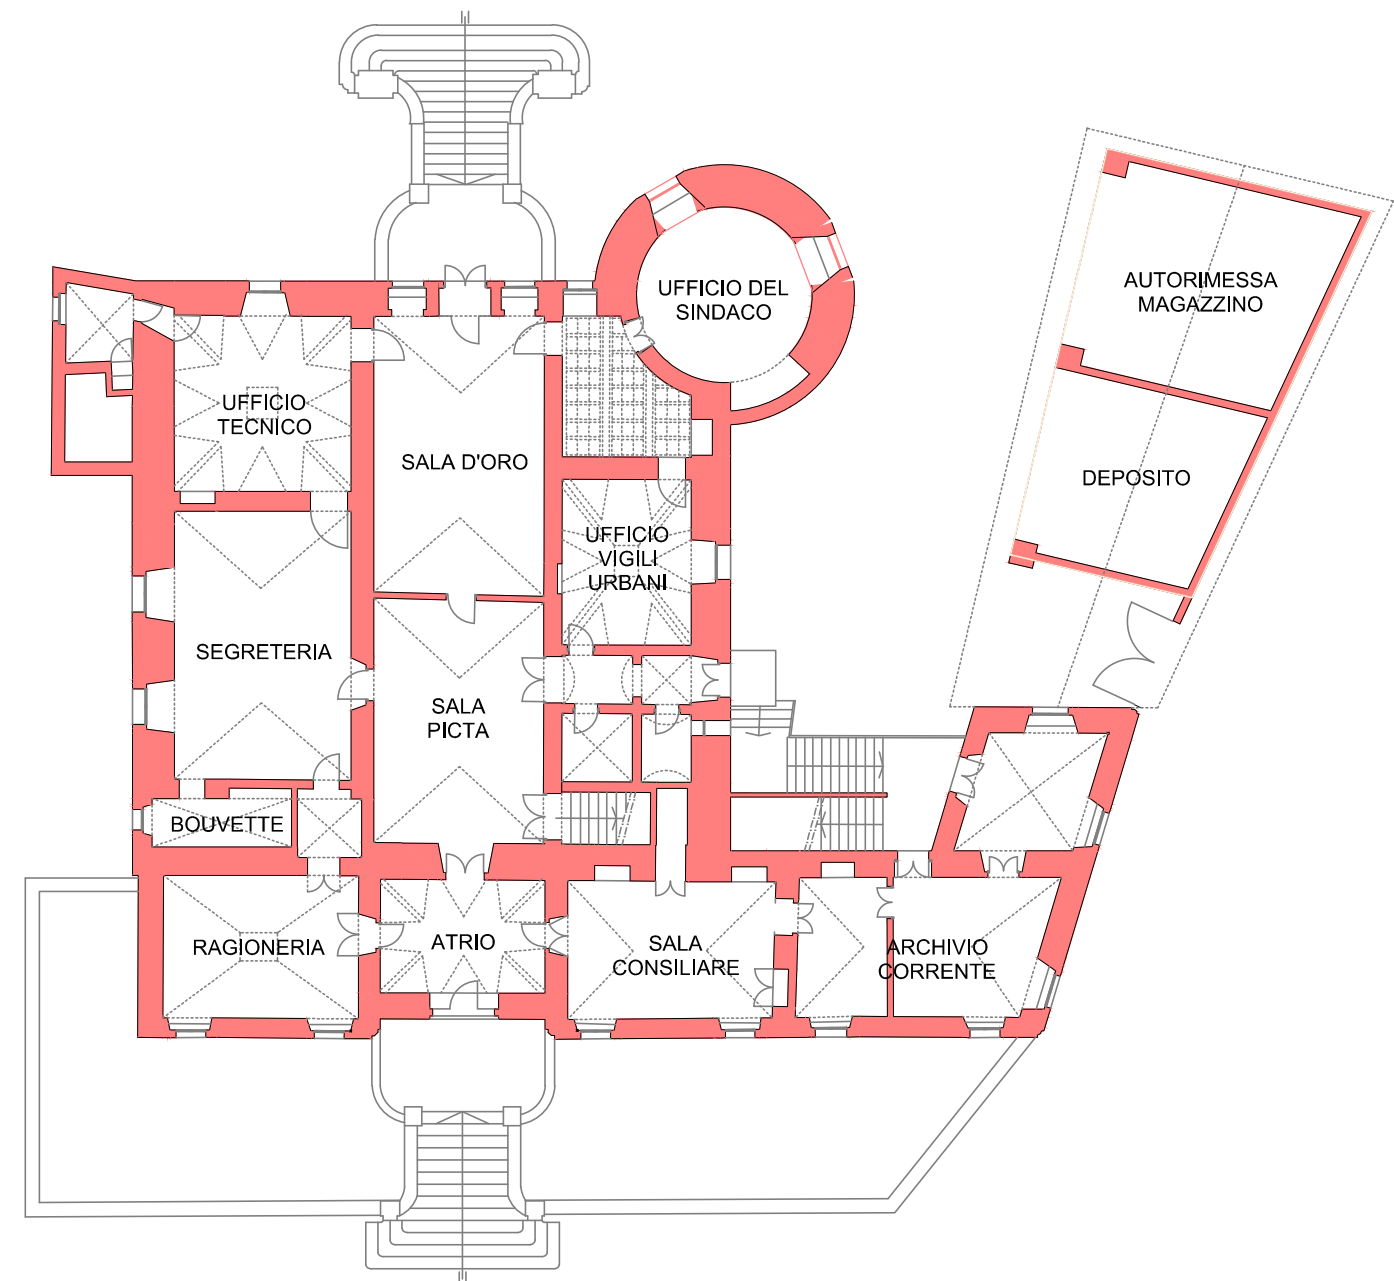 UFFICIO DEL
SINDACO
AUTORIMESSA
MAGAZZINO
UFFICIO
TECNICO
SALA D'ORO
DEPOSITO
UFFICIO
VIGILI
URBANI
SEGRETERIA
SALA
PICTA
BOUVETTE
RAGIONERIA
ATRIO
SALA
CONSILIARE
ARCHIVIO
CORRENTE